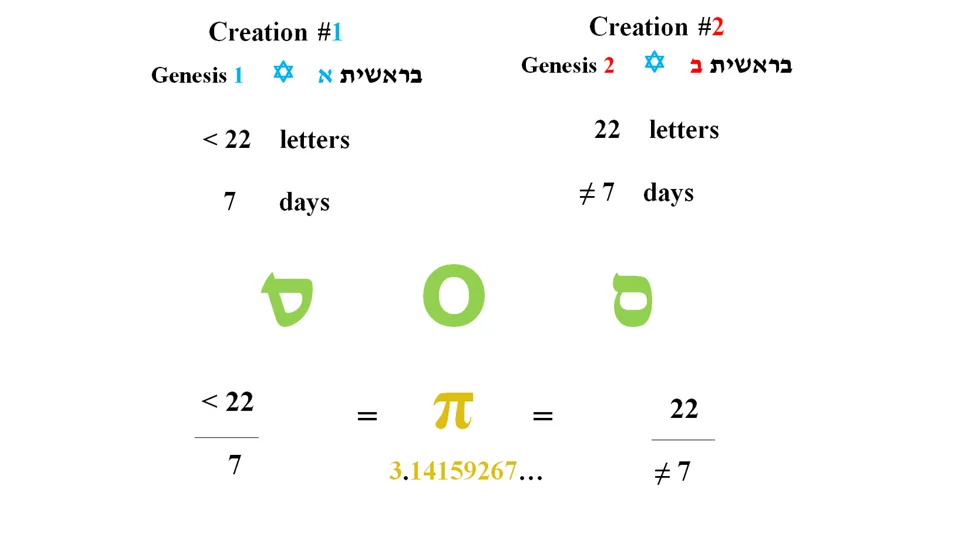 Creation #1
Genesis 1 ✡ בראשית א
< 22 letters
7 days
Creation #2
Genesis 2 ✡ בראשית ב
22 letters
≠ 7 days
ס O ס
< 22
7
= π =
3.14159267...
22
≠ 7